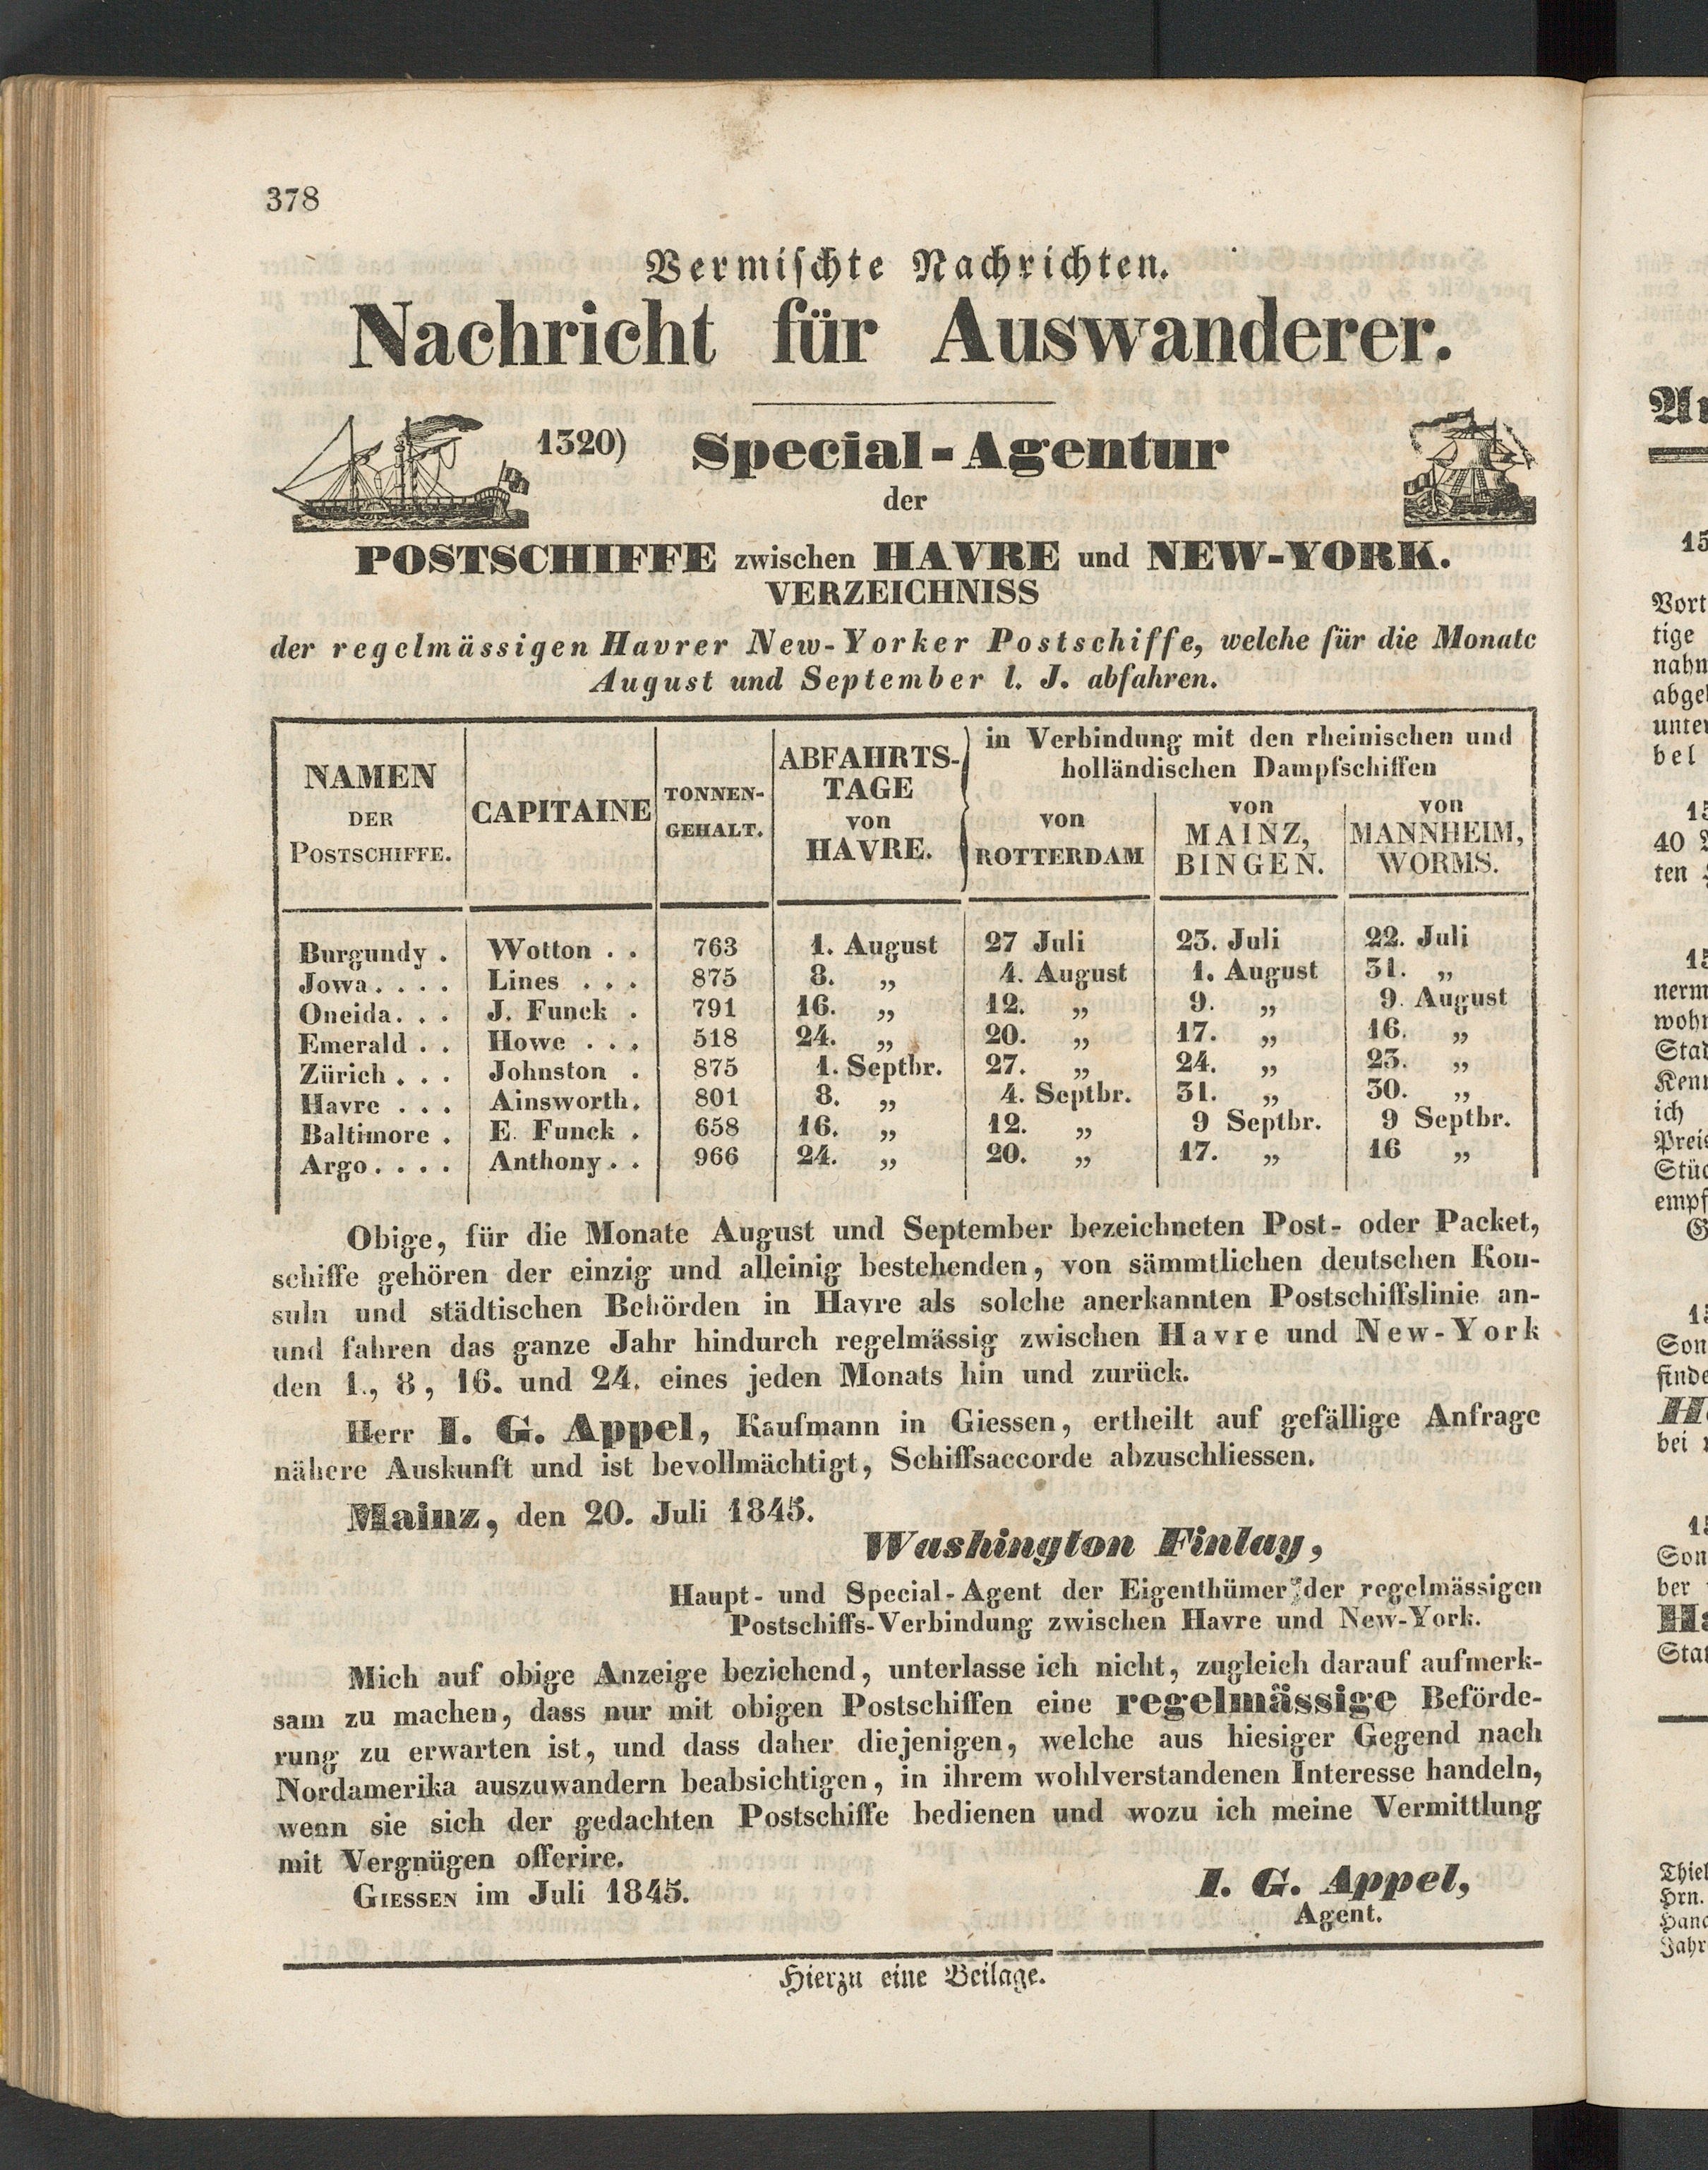 378
Vermischte Nachrichten.
Nachricht für Auswanderer.
1320) Special-Agentur
der
POSTSCHIFFE zwischen HAVRE und NEW-YORK.
VERZEICHNISS
der regelmässigen Havrer New-Yorker Postschiffe, welche für die Monate
August und September l. J. abfahren.
NAMEN DER POSTSCHIFFE. CAPITAINE TONNEN-GEHALT. ABFAHRTS-TAGE von HAVRE. in Verbindung mit den rheinischen und holländischen Dampfschiffen
von ROTTERDAM von MAINZ, BINGEN. von MANNHEIM, WORMS.
Burgundy . Wotton . . 763 1. August 27 Juli 23. Juli 22. Juli
Jowa. . . . Lines . . . 875 8. „ 4. August 1. August 31. „
Oneida. . . J. Funck . 791 16. „ 12. „ 9. „ 9. August
Emerald . . Howe . . . 518 24. „ 20. „ 17. „ 16. „
Zürich . . . Johnston . 875 1. Septbr. 27. „ 24. „ 23. „
Havre . . . Ainsworth. 801 8. „ 4. Septbr. 31. „ 30. „
Baltimore . E. Funck . 658 16. „ 12. „ 9 Septbr. 9 Septbr.
Argo. . . . Anthony . . 966 24. „ 20. „ 17. „ 16 „
Obige, für die Monate August und September bezeichneten Post- oder Packet,
schiffe gehören der einzig und alleinig bestehenden, von sämmtlichen deutschen Kon-
suln und städtischen Behörden in Havre als solche anerkannten Postschiffslinie an-
und fahren das ganze Jahr hindurch regelmässig zwischen Havre und New-York
den 1., 8, 16. und 24. eines jeden Monats hin und zurück.
Herr I. G. Appel, Kaufmann in Giessen, ertheilt auf gefällige Anfrage
nähere Auskunft und ist bevollmächtigt, Schiffsaccorde abzuschliessen.
Mainz, den 20. Juli 1845.
Washington Finlay,
Haupt- und Special-Agent der Eigenthümer der regelmässigen
Postschiffs-Verbindung zwischen Havre und New-York.
Mich auf obige Anzeige beziehend, unterlasse ich nicht, zugleich darauf aufmerk-
sam zu machen, dass nur mit obigen Postschiffen eine regelmässige Beförde-
rung zu erwarten ist, und dass daher diejenigen, welche aus hiesiger Gegend nach
Nordamerika auszuwandern beabsichtigen, in ihrem wohlverstandenen Interesse handeln,
wenn sie sich der gedachten Postschiffe bedienen und wozu ich meine Vermittlung
mit Vergnügen offerire.
GIESSEN im Juli 1845.
I. G. Appel,
Agent.
Hierzu eine Beilage.